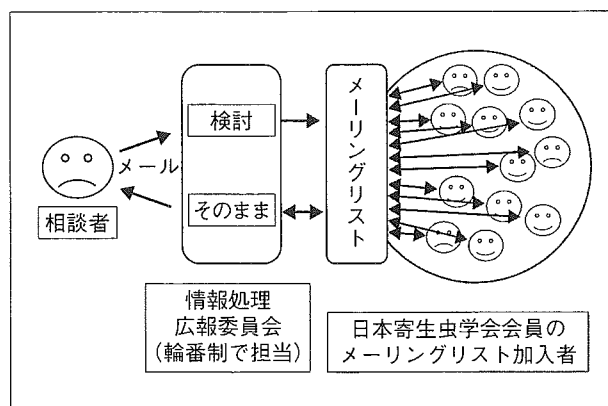 検討
メール
そのまま
相談者
メーリングリスト
情報処理
広報委員会
(輪番制で担当)
日本寄生虫学会会員の
メーリングリスト加入者